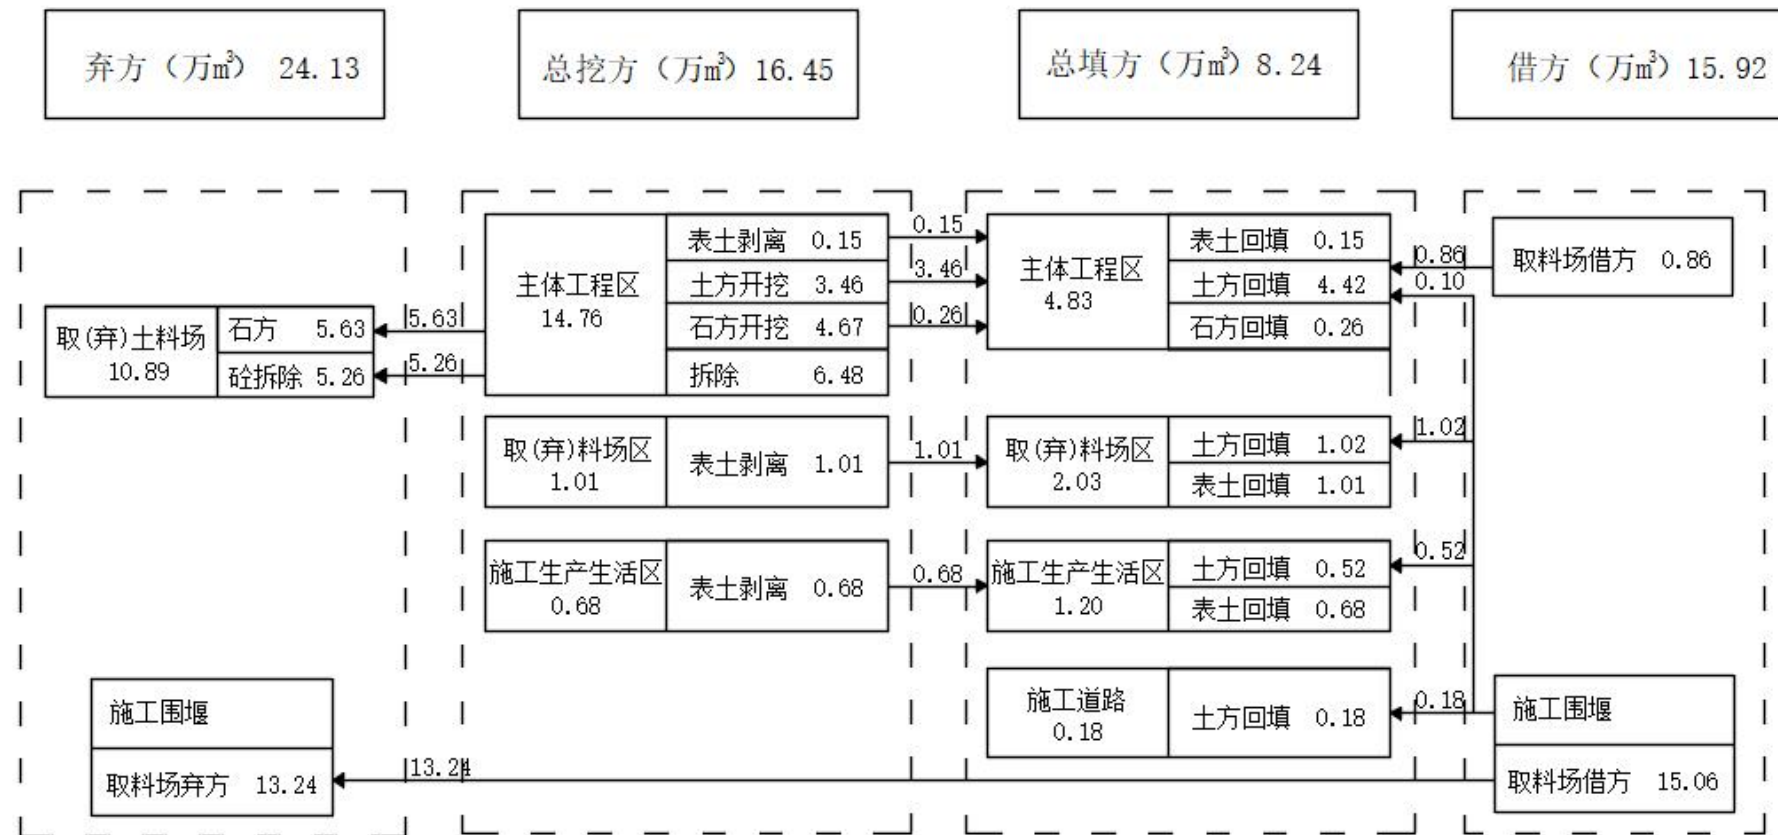 弃方（万m³） 24.13
总挖方（万m³）16.45
总填方（万m³）8.24
借方（万m³）15.92
取(弃)土料场
10.89
石方 5.63
砼拆除 5.26
5.63
5.26
主体工程区
14.76
表土剥离 0.15
土方开挖 3.46
石方开挖 4.67
拆除 6.48
0.15
3.46
0.26
主体工程区
4.83
表土回填 0.15
土方回填 4.42
石方回填 0.26
0.86
0.10
取料场借方 0.86
取(弃)料场区
1.01
表土剥离 1.01
1.01
取(弃)料场区
2.03
土方回填 1.02
表土回填 1.01
1.02
施工生产生活区
0.68
表土剥离 0.68
0.68
施工生产生活区
1.20
土方回填 0.52
表土回填 0.68
0.52
施工道路
0.18
土方回填 0.18
0.18
施工围堰
取料场弃方 13.24
13.24
施工围堰
取料场借方 15.06